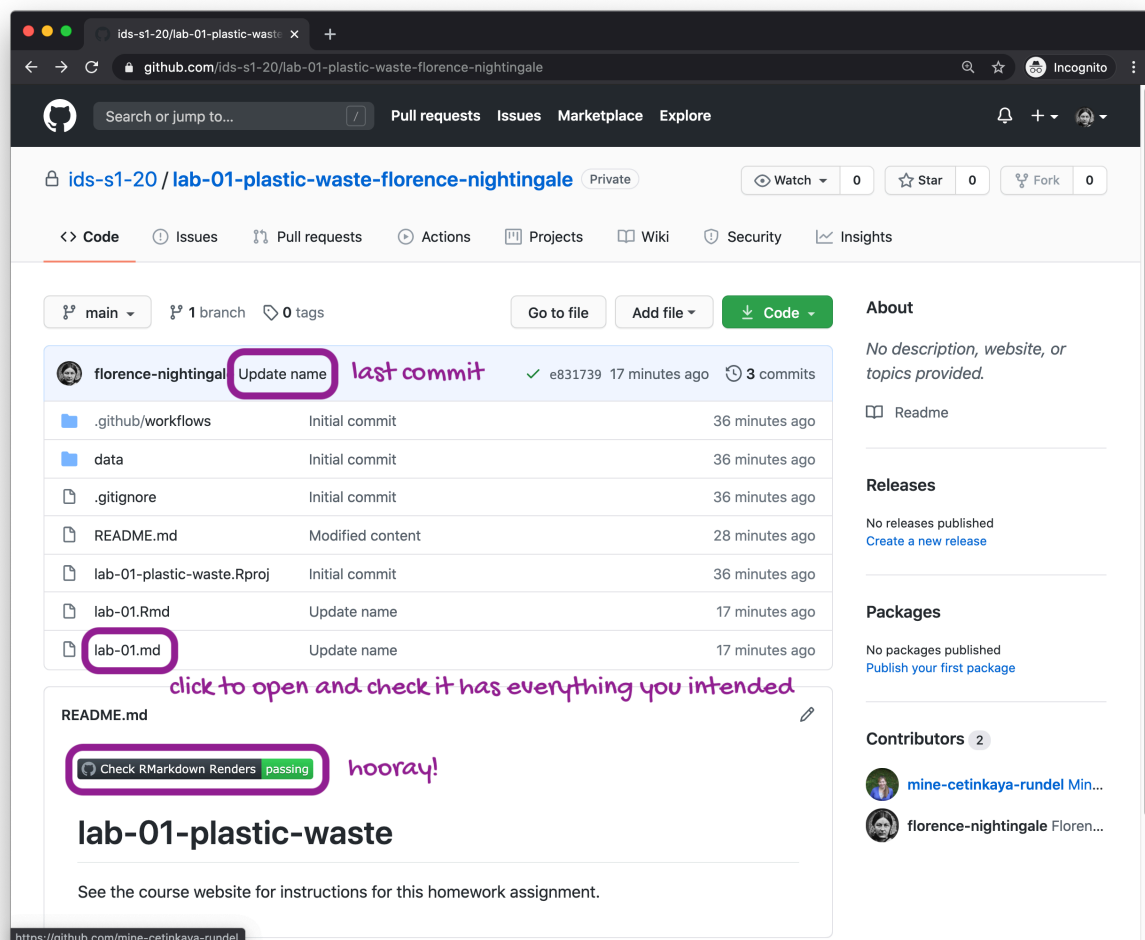 ids-s1-20/lab-01-plastic-waste
github.com/ids-s1-20/lab-01-plastic-waste-florence-nightingale
Incognito
Search or jump to...
/
Pull requests Issues Marketplace Explore
ids-s1-20 / lab-01-plastic-waste-florence-nightingale Private
Watch 0 Star 0 Fork 0
Code Issues Pull requests Actions Projects Wiki Security Insights
main 1 branch 0 tags Go to file Add file Code
florence-nightingal Update name last commit e831739 17 minutes ago 3 commits
.github/workflows Initial commit 36 minutes ago
data Initial commit 36 minutes ago
.gitignore Initial commit 36 minutes ago
README.md Modified content 28 minutes ago
lab-01-plastic-waste.Rproj Initial commit 36 minutes ago
lab-01.Rmd Update name 17 minutes ago
lab-01.md Update name 17 minutes ago
click to open and check it has everything you intended
README.md
Check RMarkdown Renders passing hooray!
lab-01-plastic-waste
See the course website for instructions for this homework assignment.
About
No description, website, or
topics provided.
Readme
Releases
No releases published
Create a new release
Packages
No packages published
Publish your first package
Contributors 2
mine-cetinkaya-rundel Min...
florence-nightingale Floren...
https://github.com/mine-cetinkaya-rundel